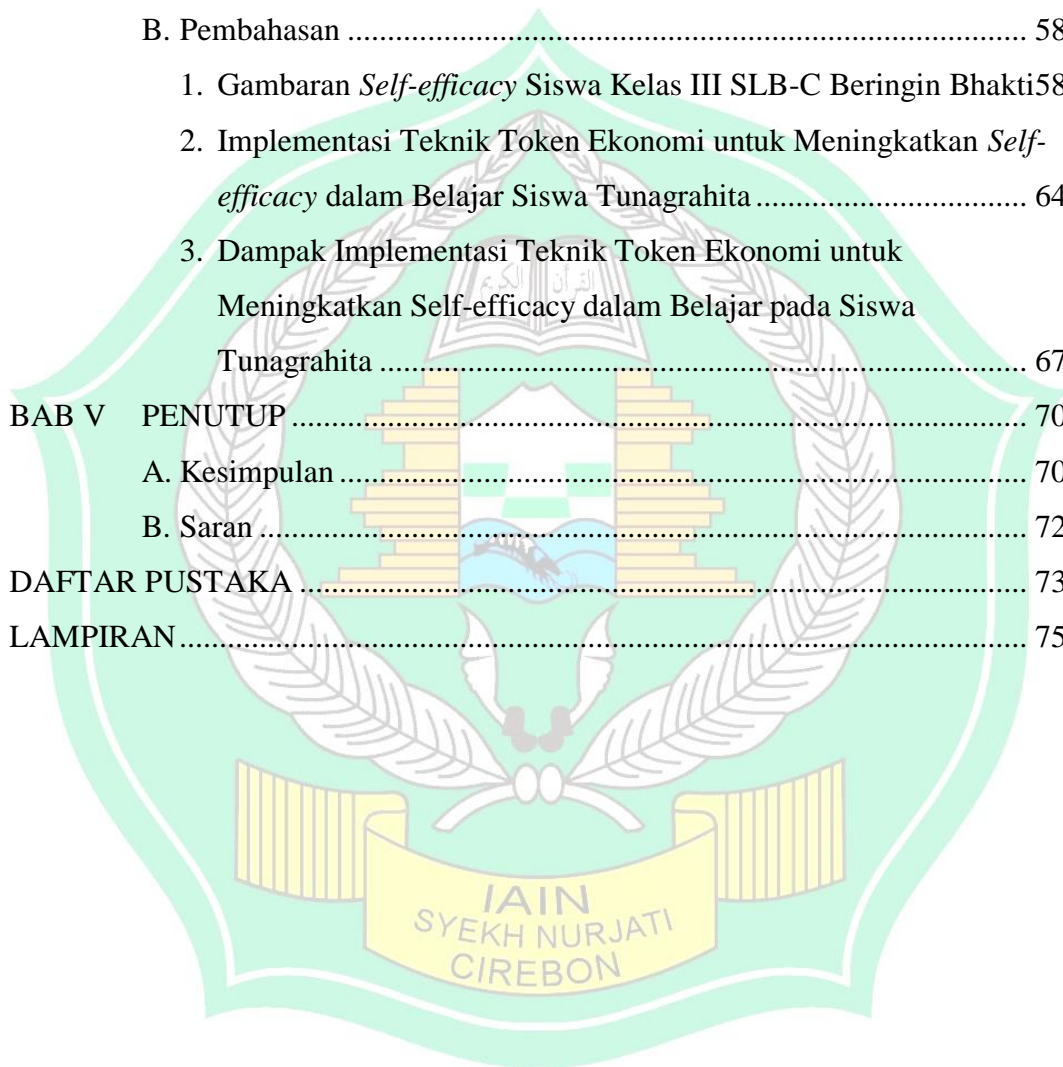 B. Pembahasan ....................................................................................................... 58
1. Gambaran Self-efficacy Siswa Kelas III SLB-C Beringin Bhakti58
2. Implementasi Teknik Token Ekonomi untuk Meningkatkan Self-
efficacy dalam Belajar Siswa Tunagrahita ......................................... 64
3. Dampak Implementasi Teknik Token Ekonomi untuk
Meningkatkan Self-efficacy dalam Belajar pada Siswa
Tunagrahita .................................................................................................. 67
BAB V PENUTUP ................................................................................................................ 70
A. Kesimpulan ........................................................................................................ 70
B. Saran .................................................................................................................... 72
DAFTAR PUSTAKA .............................................................................................................. 73
LAMPIRAN ................................................................................................................................ 75
القرآن الكريم
IAIN
SYEKH NURJATI
CIREBON